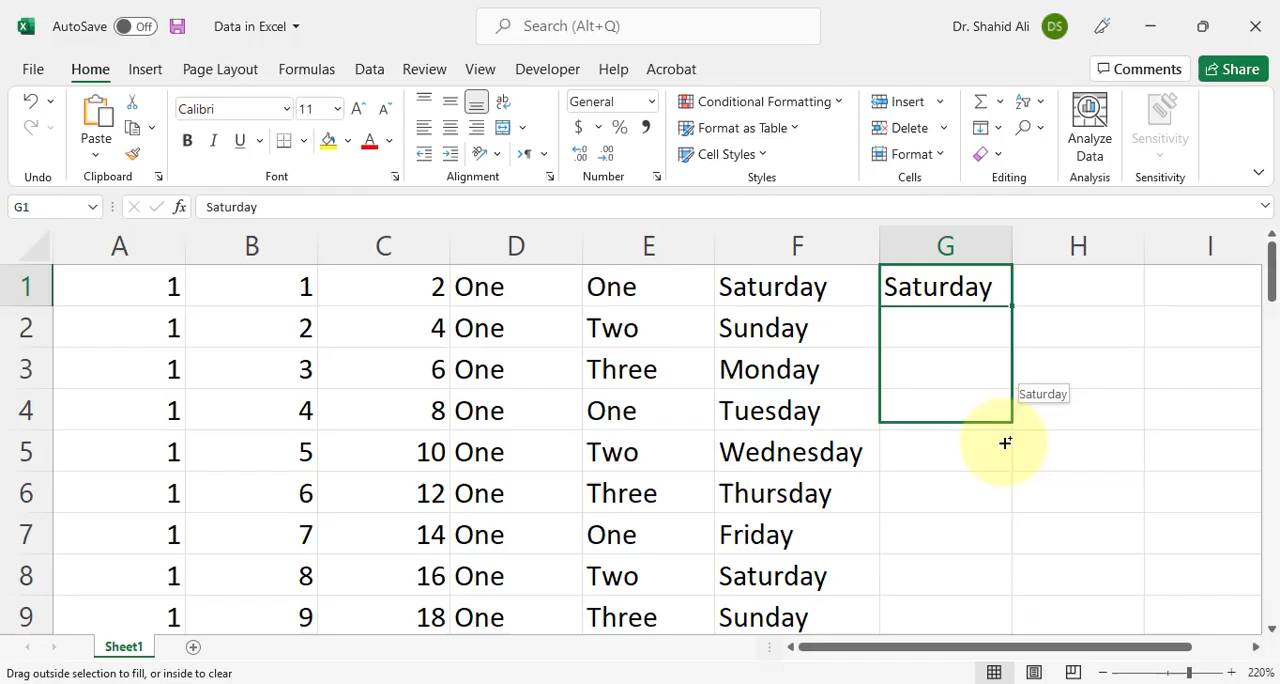 AutoSave Off Data in Excel Search (Alt+Q) Dr. Shahid Ali DS
File Home Insert Page Layout Formulas Data Review View Developer Help Acrobat Comments Share
Calibri 11 General Conditional Formatting Insert
Paste B I U $ % Format as Table Delete Analyze Data Sensitivity
Cell Styles Format
Undo Clipboard Font Alignment Number Styles Cells Editing Analysis Sensitivity
G1 fx Saturday
A B C D E F G H I
1 1 1 2 One One Saturday Saturday
2 1 2 4 One Two Sunday
3 1 3 6 One Three Monday
Saturday
4 1 4 8 One One Tuesday
5 1 5 10 One Two Wednesday
6 1 6 12 One Three Thursday
7 1 7 14 One One Friday
8 1 8 16 One Two Saturday
9 1 9 18 One Three Sunday
Sheet1
Drag outside selection to fill, or inside to clear 220%